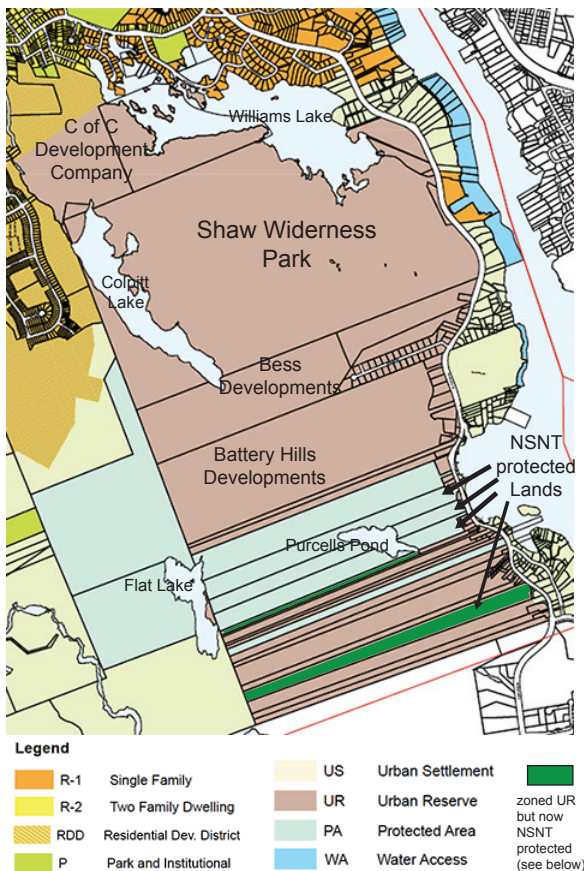 Williams Lake
C of C
Development
Company
Shaw Widerness
Park
Colpitt
Lake
Bess
Developments
Battery Hills
Developments
NSNT
protected
Lands
Purcells Pond
Flat Lake
Legend
R-1 Single Family
R-2 Two Family Dwelling
RDD Residential Dev. District
P Park and Institutional
US Urban Settlement
UR Urban Reserve
PA Protected Area
WA Water Access
zoned UR
but now
NSNT
protected
(see below)